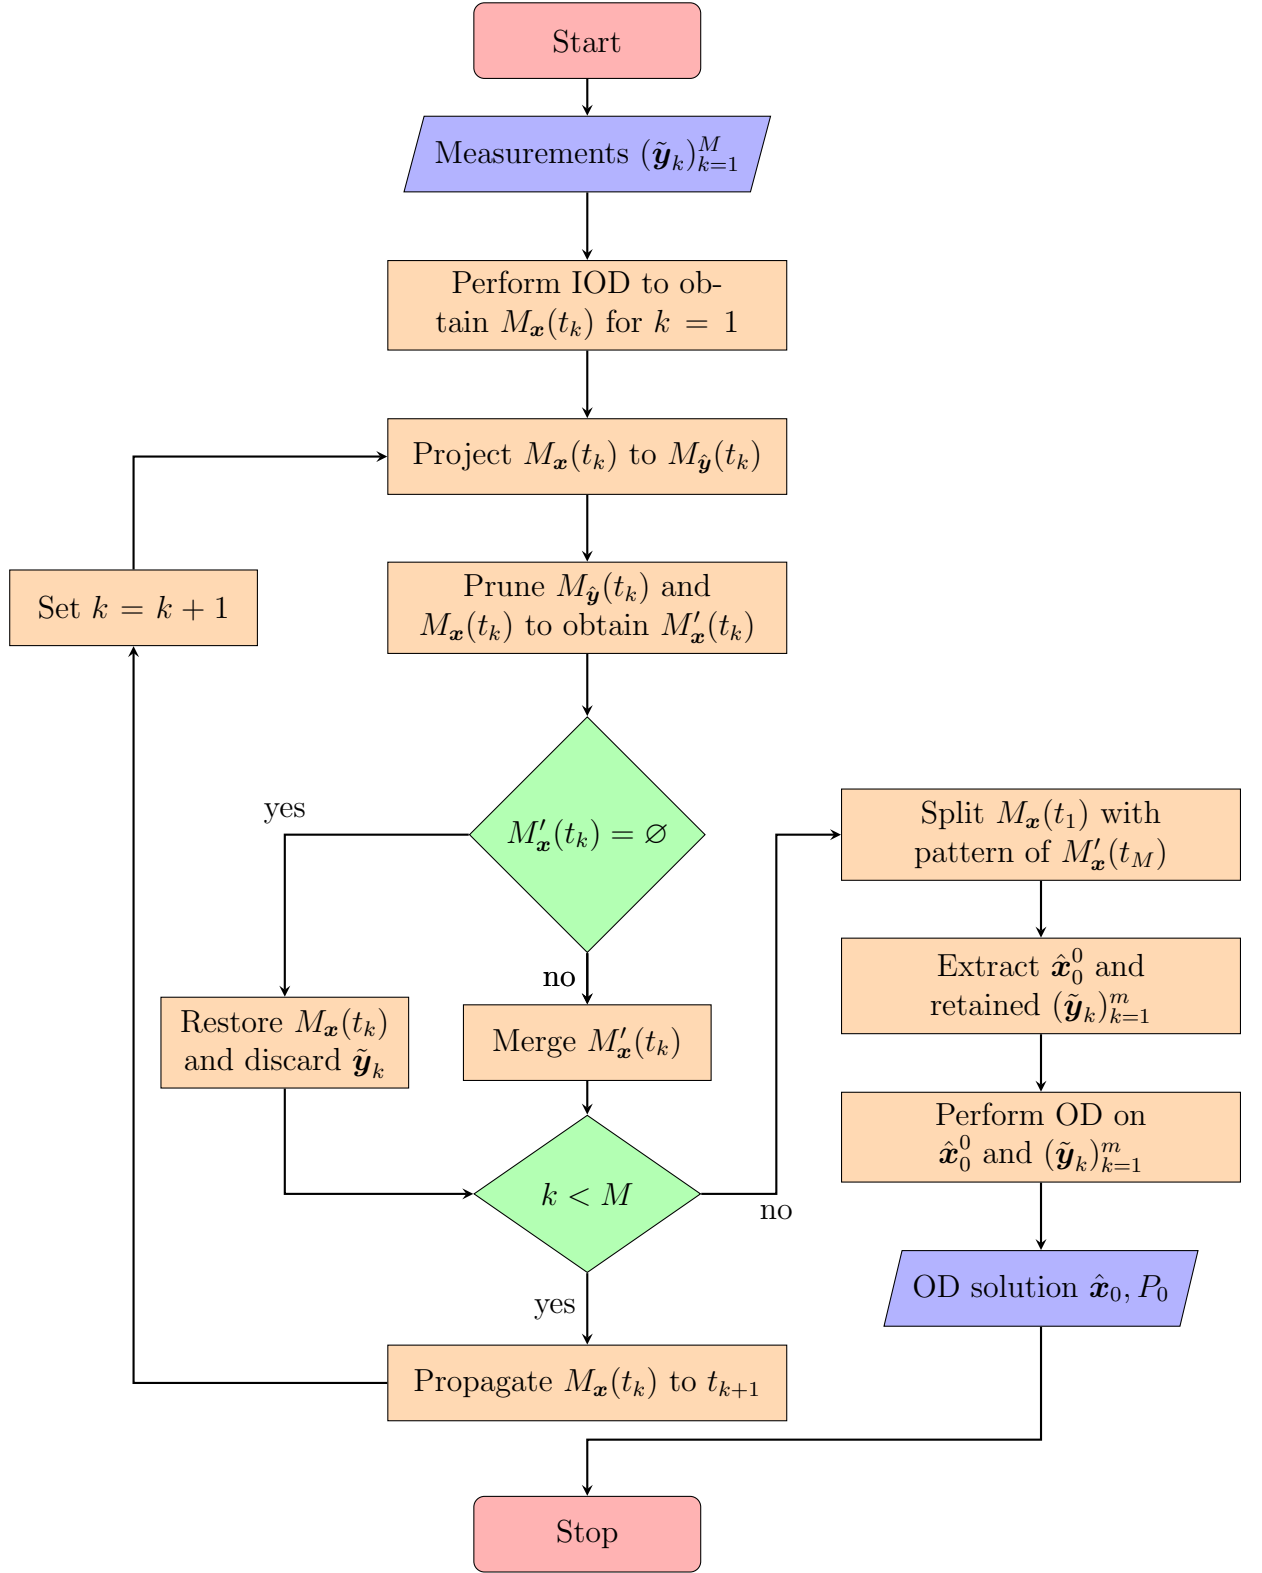 Start
Measurements $(\tilde{\boldsymbol{y}}_k)_{k=1}^{M}$
Perform IOD to ob-
tain $M_{\boldsymbol{x}}(t_k)$ for $k = 1$
Project $M_{\boldsymbol{x}}(t_k)$ to $M_{\hat{\boldsymbol{y}}}(t_k)$
Set $k = k + 1$
Prune $M_{\hat{\boldsymbol{y}}}(t_k)$ and
$M_{\boldsymbol{x}}(t_k)$ to obtain $M'_{\boldsymbol{x}}(t_k)$
$M'_{\boldsymbol{x}}(t_k) = \varnothing$
yes
no
Restore $M_{\boldsymbol{x}}(t_k)$
and discard $\tilde{\boldsymbol{y}}_k$
Merge $M'_{\boldsymbol{x}}(t_k)$
$k < M$
no
yes
Propagate $M_{\boldsymbol{x}}(t_k)$ to $t_{k+1}$
Split $M_{\boldsymbol{x}}(t_1)$ with
pattern of $M'_{\boldsymbol{x}}(t_M)$
Extract $\hat{\boldsymbol{x}}_0^0$ and
retained $(\tilde{\boldsymbol{y}}_k)_{k=1}^{m}$
Perform OD on
$\hat{\boldsymbol{x}}_0^0$ and $(\tilde{\boldsymbol{y}}_k)_{k=1}^{m}$
OD solution $\hat{\boldsymbol{x}}_0, P_0$
Stop